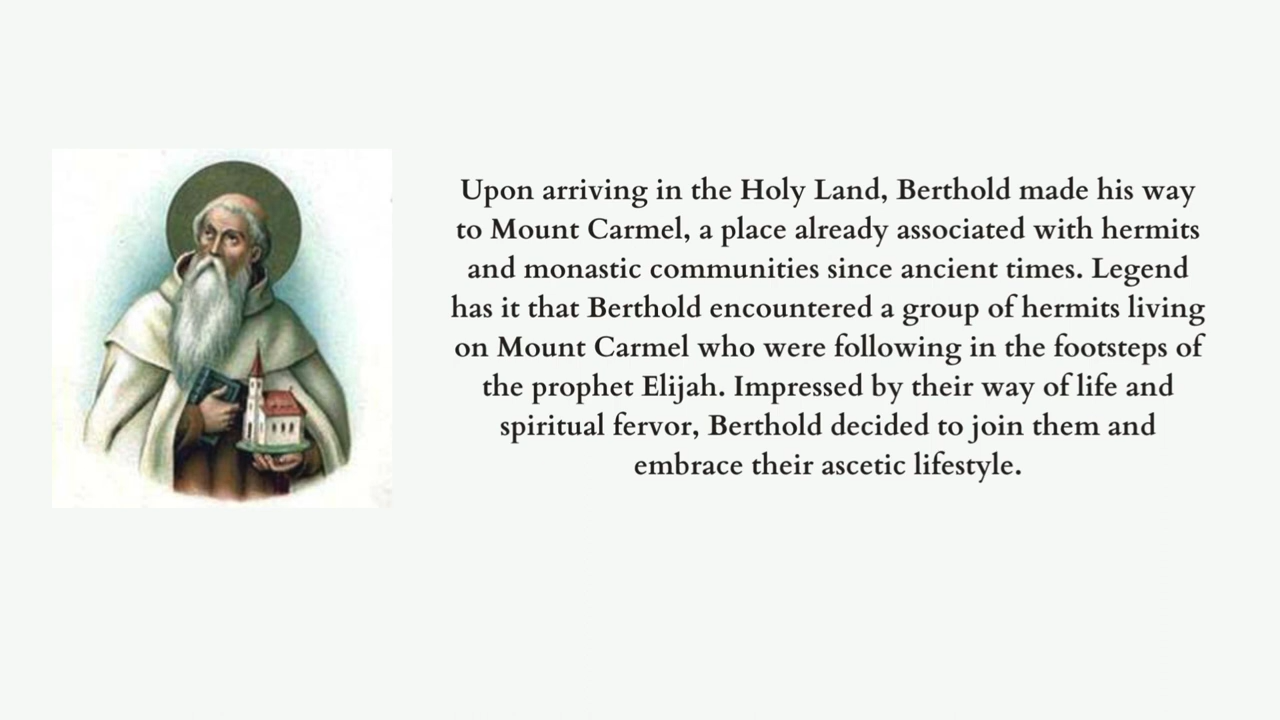 Upon arriving in the Holy Land, Berthold made his way
to Mount Carmel, a place already associated with hermits
and monastic communities since ancient times. Legend
has it that Berthold encountered a group of hermits living
on Mount Carmel who were following in the footsteps of
the prophet Elijah. Impressed by their way of life and
spiritual fervor, Berthold decided to join them and
embrace their ascetic lifestyle.